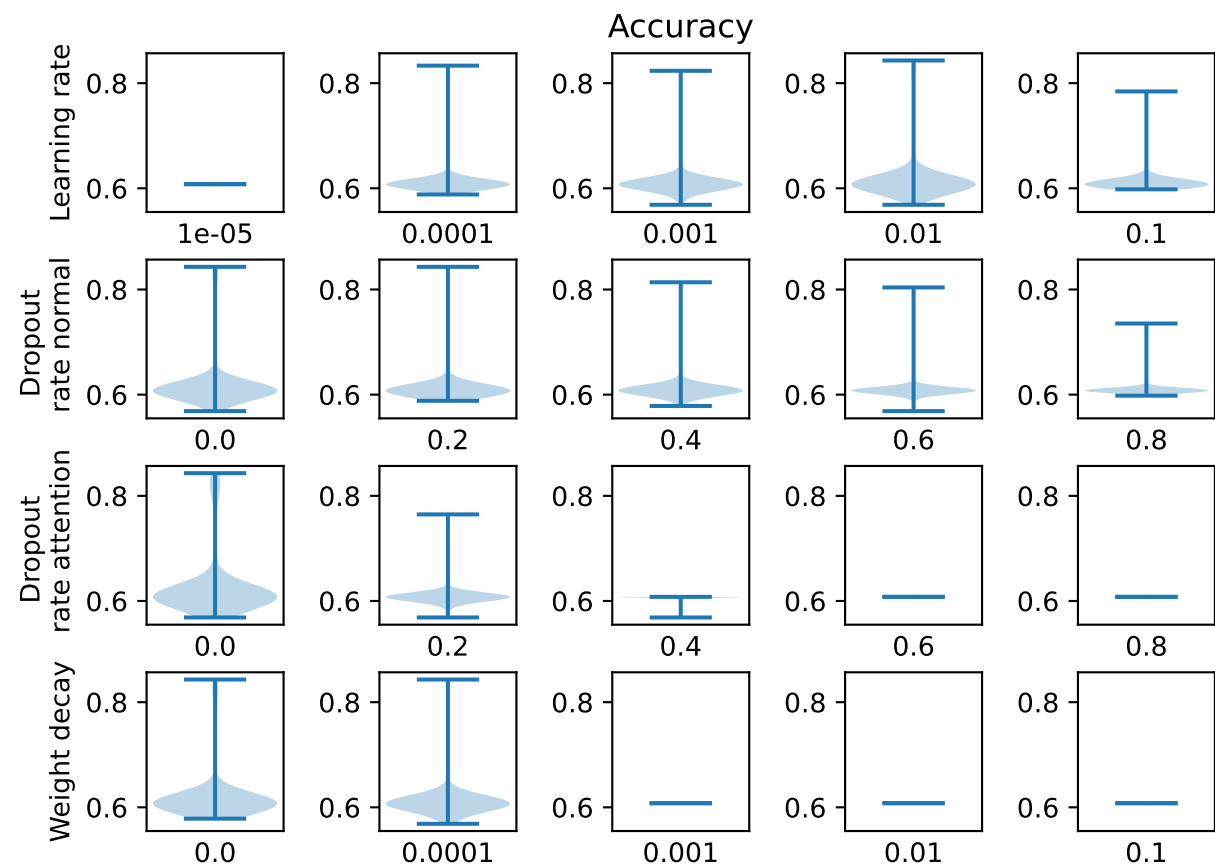 Accuracy
Learning rate
0.8 0.8 0.8 0.8 0.8
0.6 0.6 0.6 0.6 0.6
1e-05 0.0001 0.001 0.01 0.1
Dropout
rate normal
0.8 0.8 0.8 0.8 0.8
0.6 0.6 0.6 0.6 0.6
0.0 0.2 0.4 0.6 0.8
Dropout
rate attention
0.8 0.8 0.8 0.8 0.8
0.6 0.6 0.6 0.6 0.6
0.0 0.2 0.4 0.6 0.8
Weight decay
0.8 0.8 0.8 0.8 0.8
0.6 0.6 0.6 0.6 0.6
0.0 0.0001 0.001 0.01 0.1